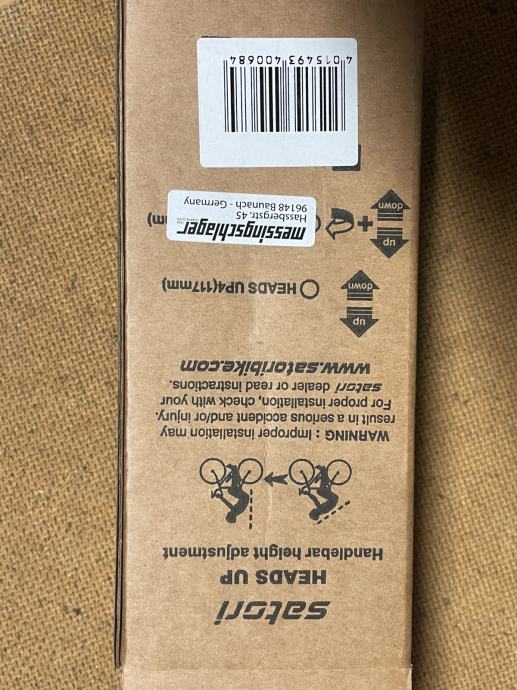 satori
HEADS UP
Handlebar height adjustment
WARNING : Improper installation may
result in a serious accident and/or injury.
For proper installation, check with your
satori dealer or read instructions.
www.satoribike.com
up
down
HEADS UP4(117mm)
up
down
+
m)
messingschlager
Hassbergstr. 45
96148 Baunach - Germany
4 015493 400684